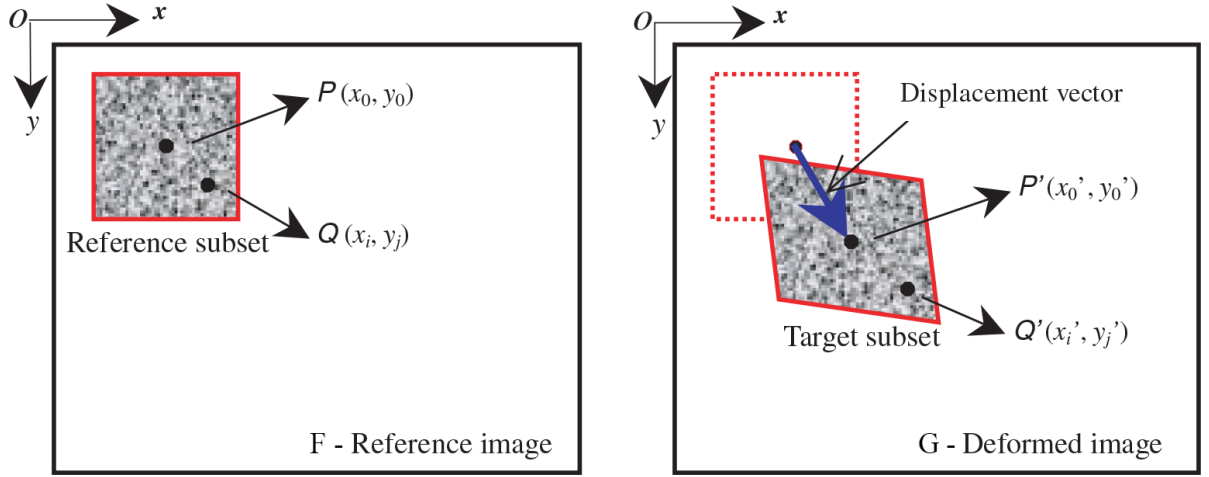 O x
y
P (x₀, y₀)
Q (xᵢ, yⱼ)
Reference subset
F - Reference image
O x
y
Displacement vector
P’(x₀’, y₀’)
Q’(xᵢ’, yⱼ’)
Target subset
G - Deformed image